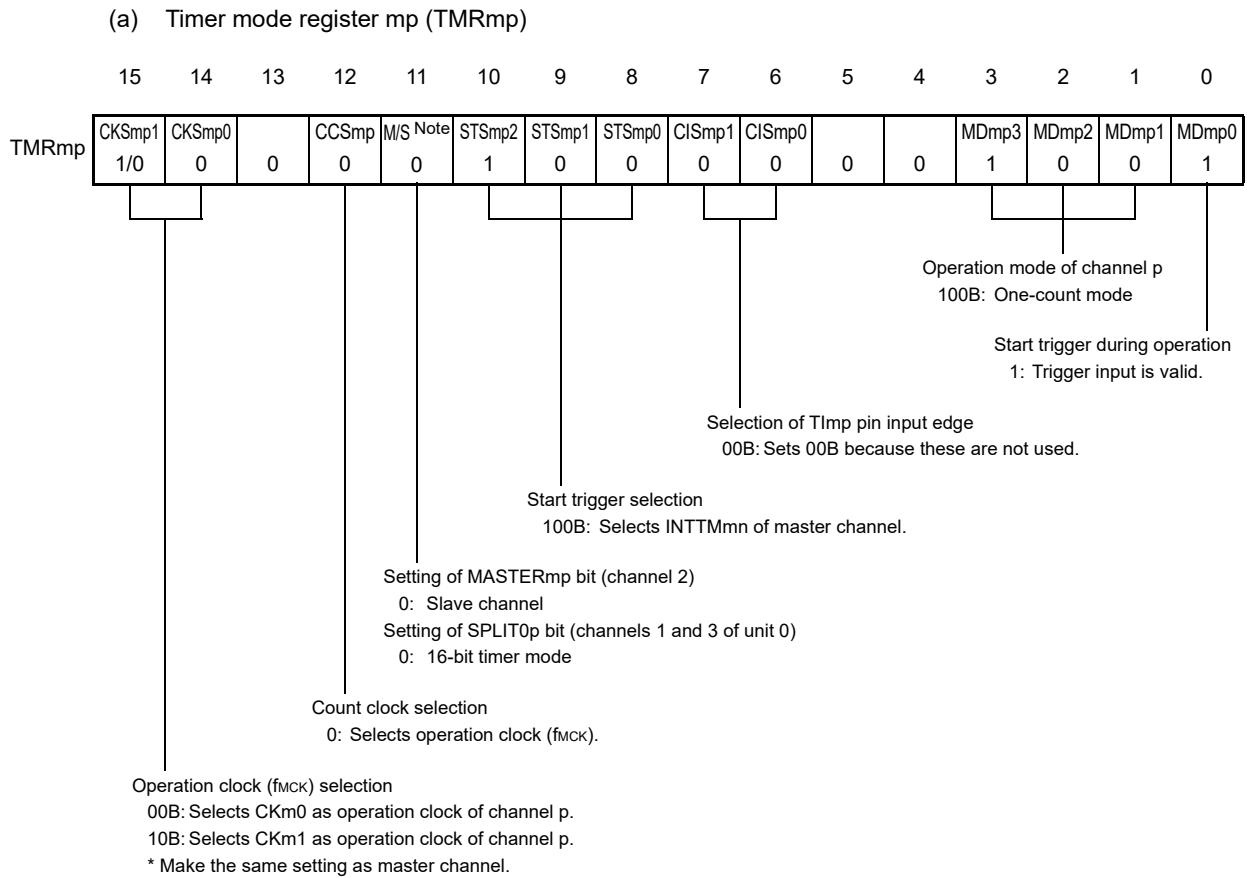 (a) Timer mode register mp (TMRmp)
15 14 13 12 11 10 9 8 7 6 5 4 3 2 1 0
TMRmp CKSmp1 CKSmp0 CCSmp M/S Note STSmp2 STSmp1 STSmp0 CISmp1 CISmp0 MDmp3 MDmp2 MDmp1 MDmp0
1/0 0 0 0 0 1 0 0 0 0 0 0 1 0 0 1
Operation mode of channel p
100B: One-count mode
Start trigger during operation
1: Trigger input is valid.
Selection of TImp pin input edge
00B: Sets 00B because these are not used.
Start trigger selection
100B: Selects INTTMmn of master channel.
Setting of MASTERmp bit (channel 2)
0: Slave channel
Setting of SPLIT0p bit (channels 1 and 3 of unit 0)
0: 16-bit timer mode
Count clock selection
0: Selects operation clock (fMCK).
Operation clock (fMCK) selection
00B: Selects CKm0 as operation clock of channel p.
10B: Selects CKm1 as operation clock of channel p.
* Make the same setting as master channel.